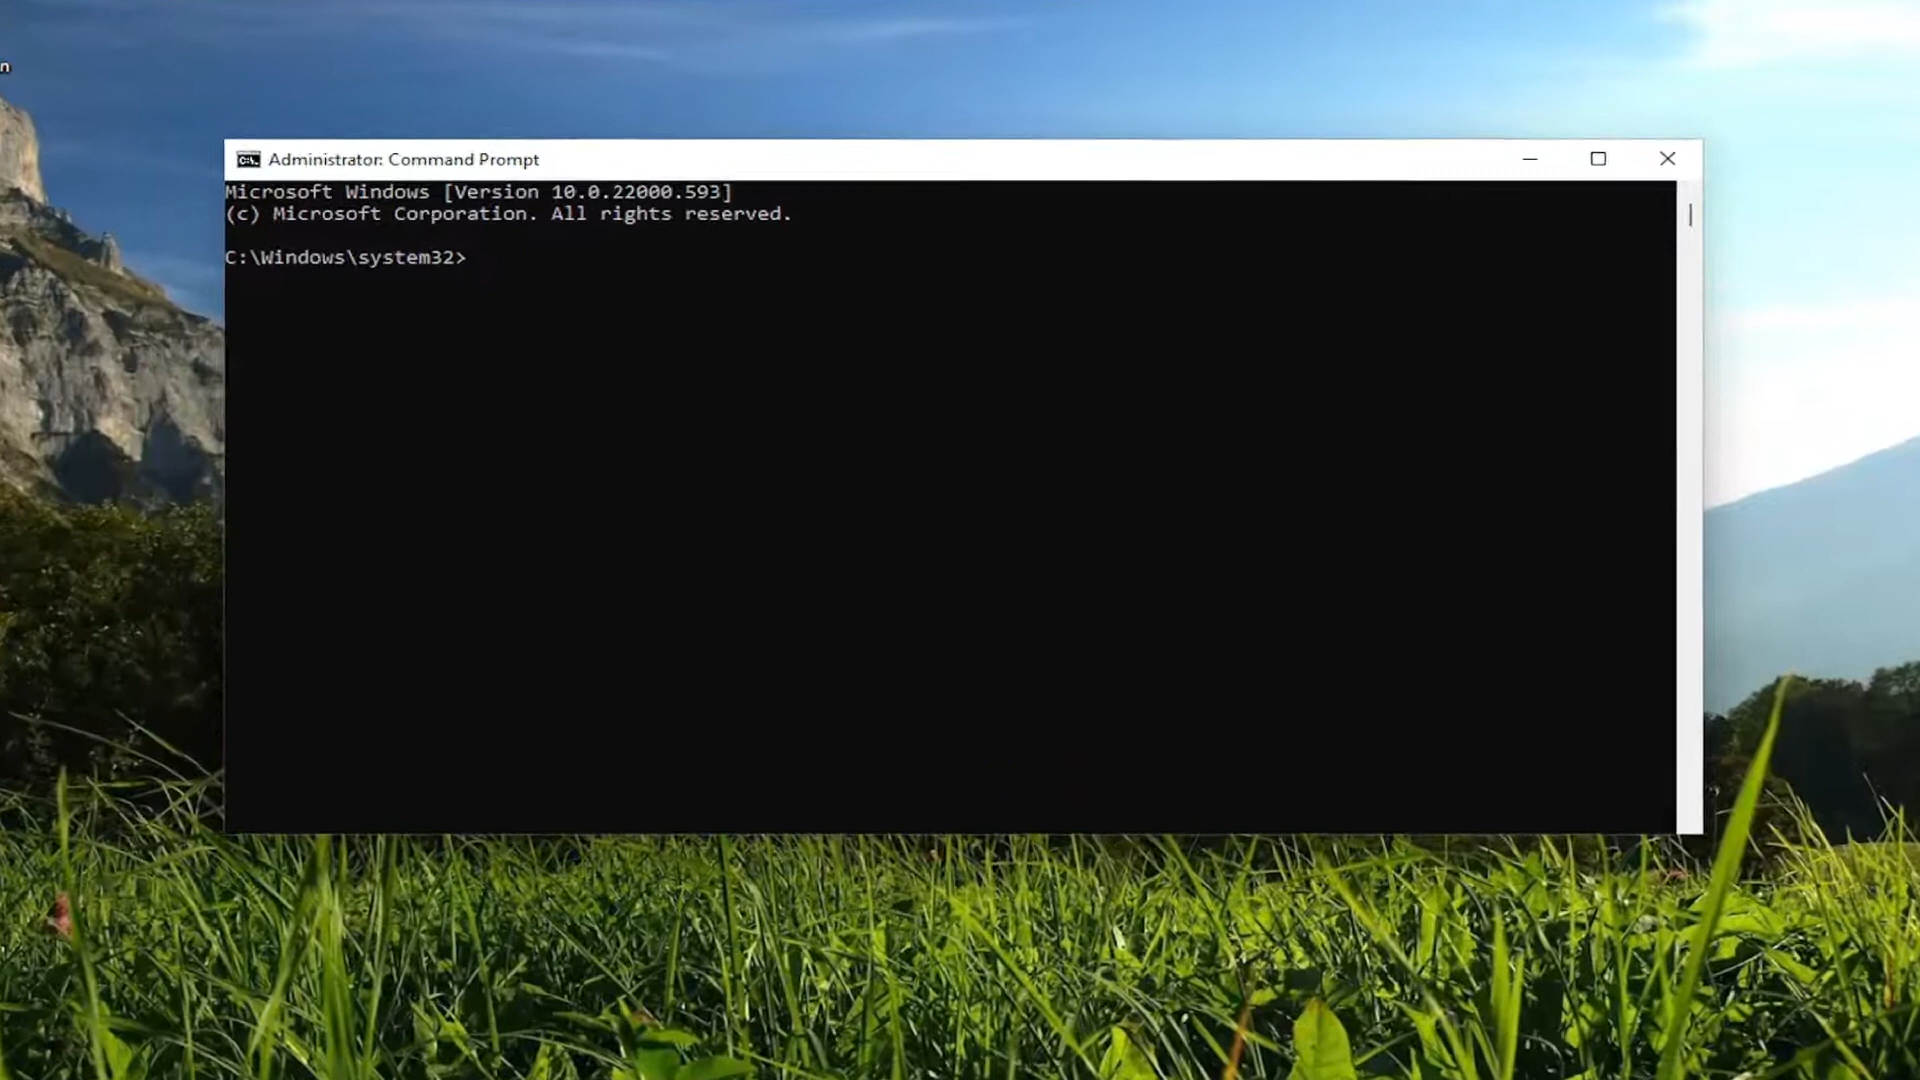 n
Administrator: Command Prompt
Microsoft Windows [Version 10.0.22000.593]
(c) Microsoft Corporation. All rights reserved.
C:\Windows\system32>